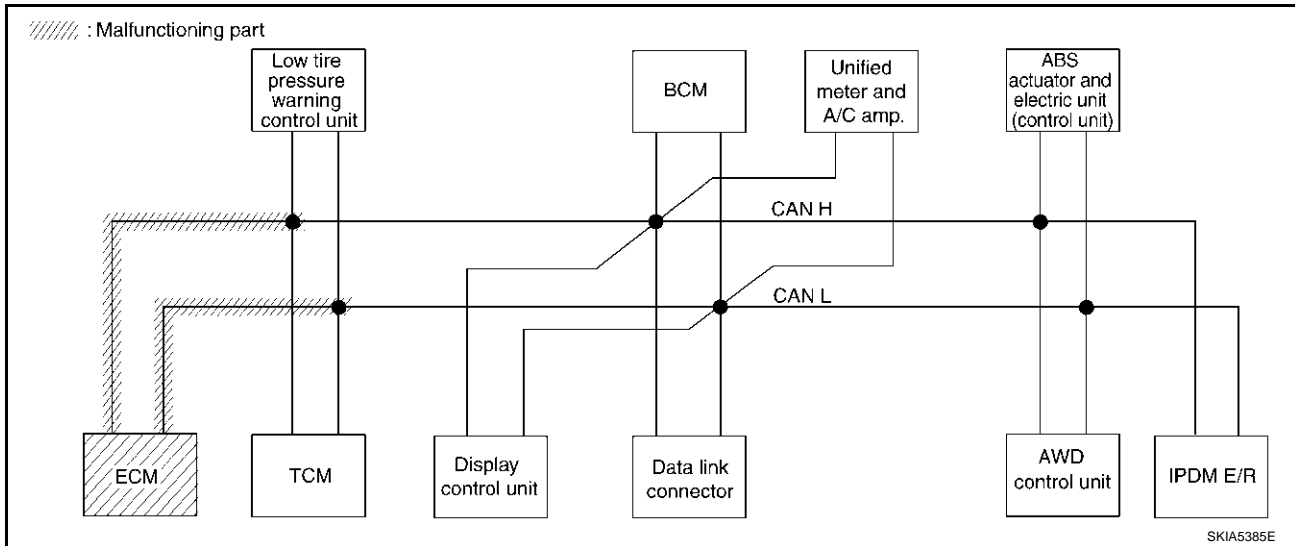 : Malfunctioning part
Low tire
pressure
warning
control unit
BCM
Unified
meter and
A/C amp.
ABS
actuator and
electric unit
(control unit)
CAN H
CAN L
ECM
TCM
Display
control unit
Data link
connector
AWD
control unit
IPDM E/R
SKIA5385E